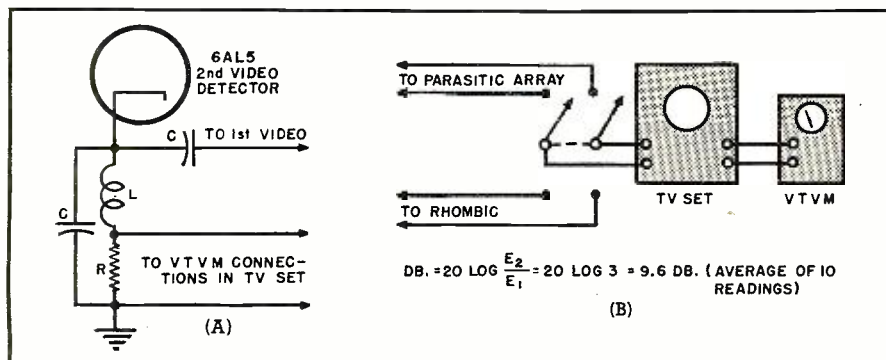 6AL5
2nd VIDEO
DETECTOR
C
TO 1st VIDEO
C
L
R
TO VTVM CONNEC-
TIONS IN TV SET
(A)
TO PARASITIC ARRAY
TO RHOMBIC
TV SET
VTVM
DB. = 20 LOG E2/E1 = 20 LOG 3 = 9.6 DB. (AVERAGE OF 10
READINGS)
(B)